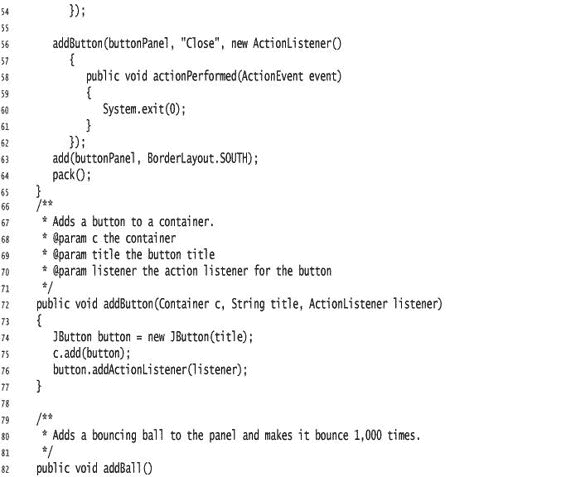 54 });
55
56 addButton(buttonPanel, "Close", new ActionListener()
57 {
58 public void actionPerformed(ActionEvent event)
59 {
60 System.exit(0);
61 }
62 });
63 add(buttonPanel, BorderLayout.SOUTH);
64 pack();
65 }
66 /**
67 * Adds a button to a container.
68 * @param c the container
69 * @param title the button title
70 * @param listener the action listener for the button
71 */
72 public void addButton(Container c, String title, ActionListener listener)
73 {
74 JButton button = new JButton(title);
75 c.add(button);
76 button.addActionListener(listener);
77 }
78
79 /**
80 * Adds a bouncing ball to the panel and makes it bounce 1,000 times.
81 */
82 public void addBall()